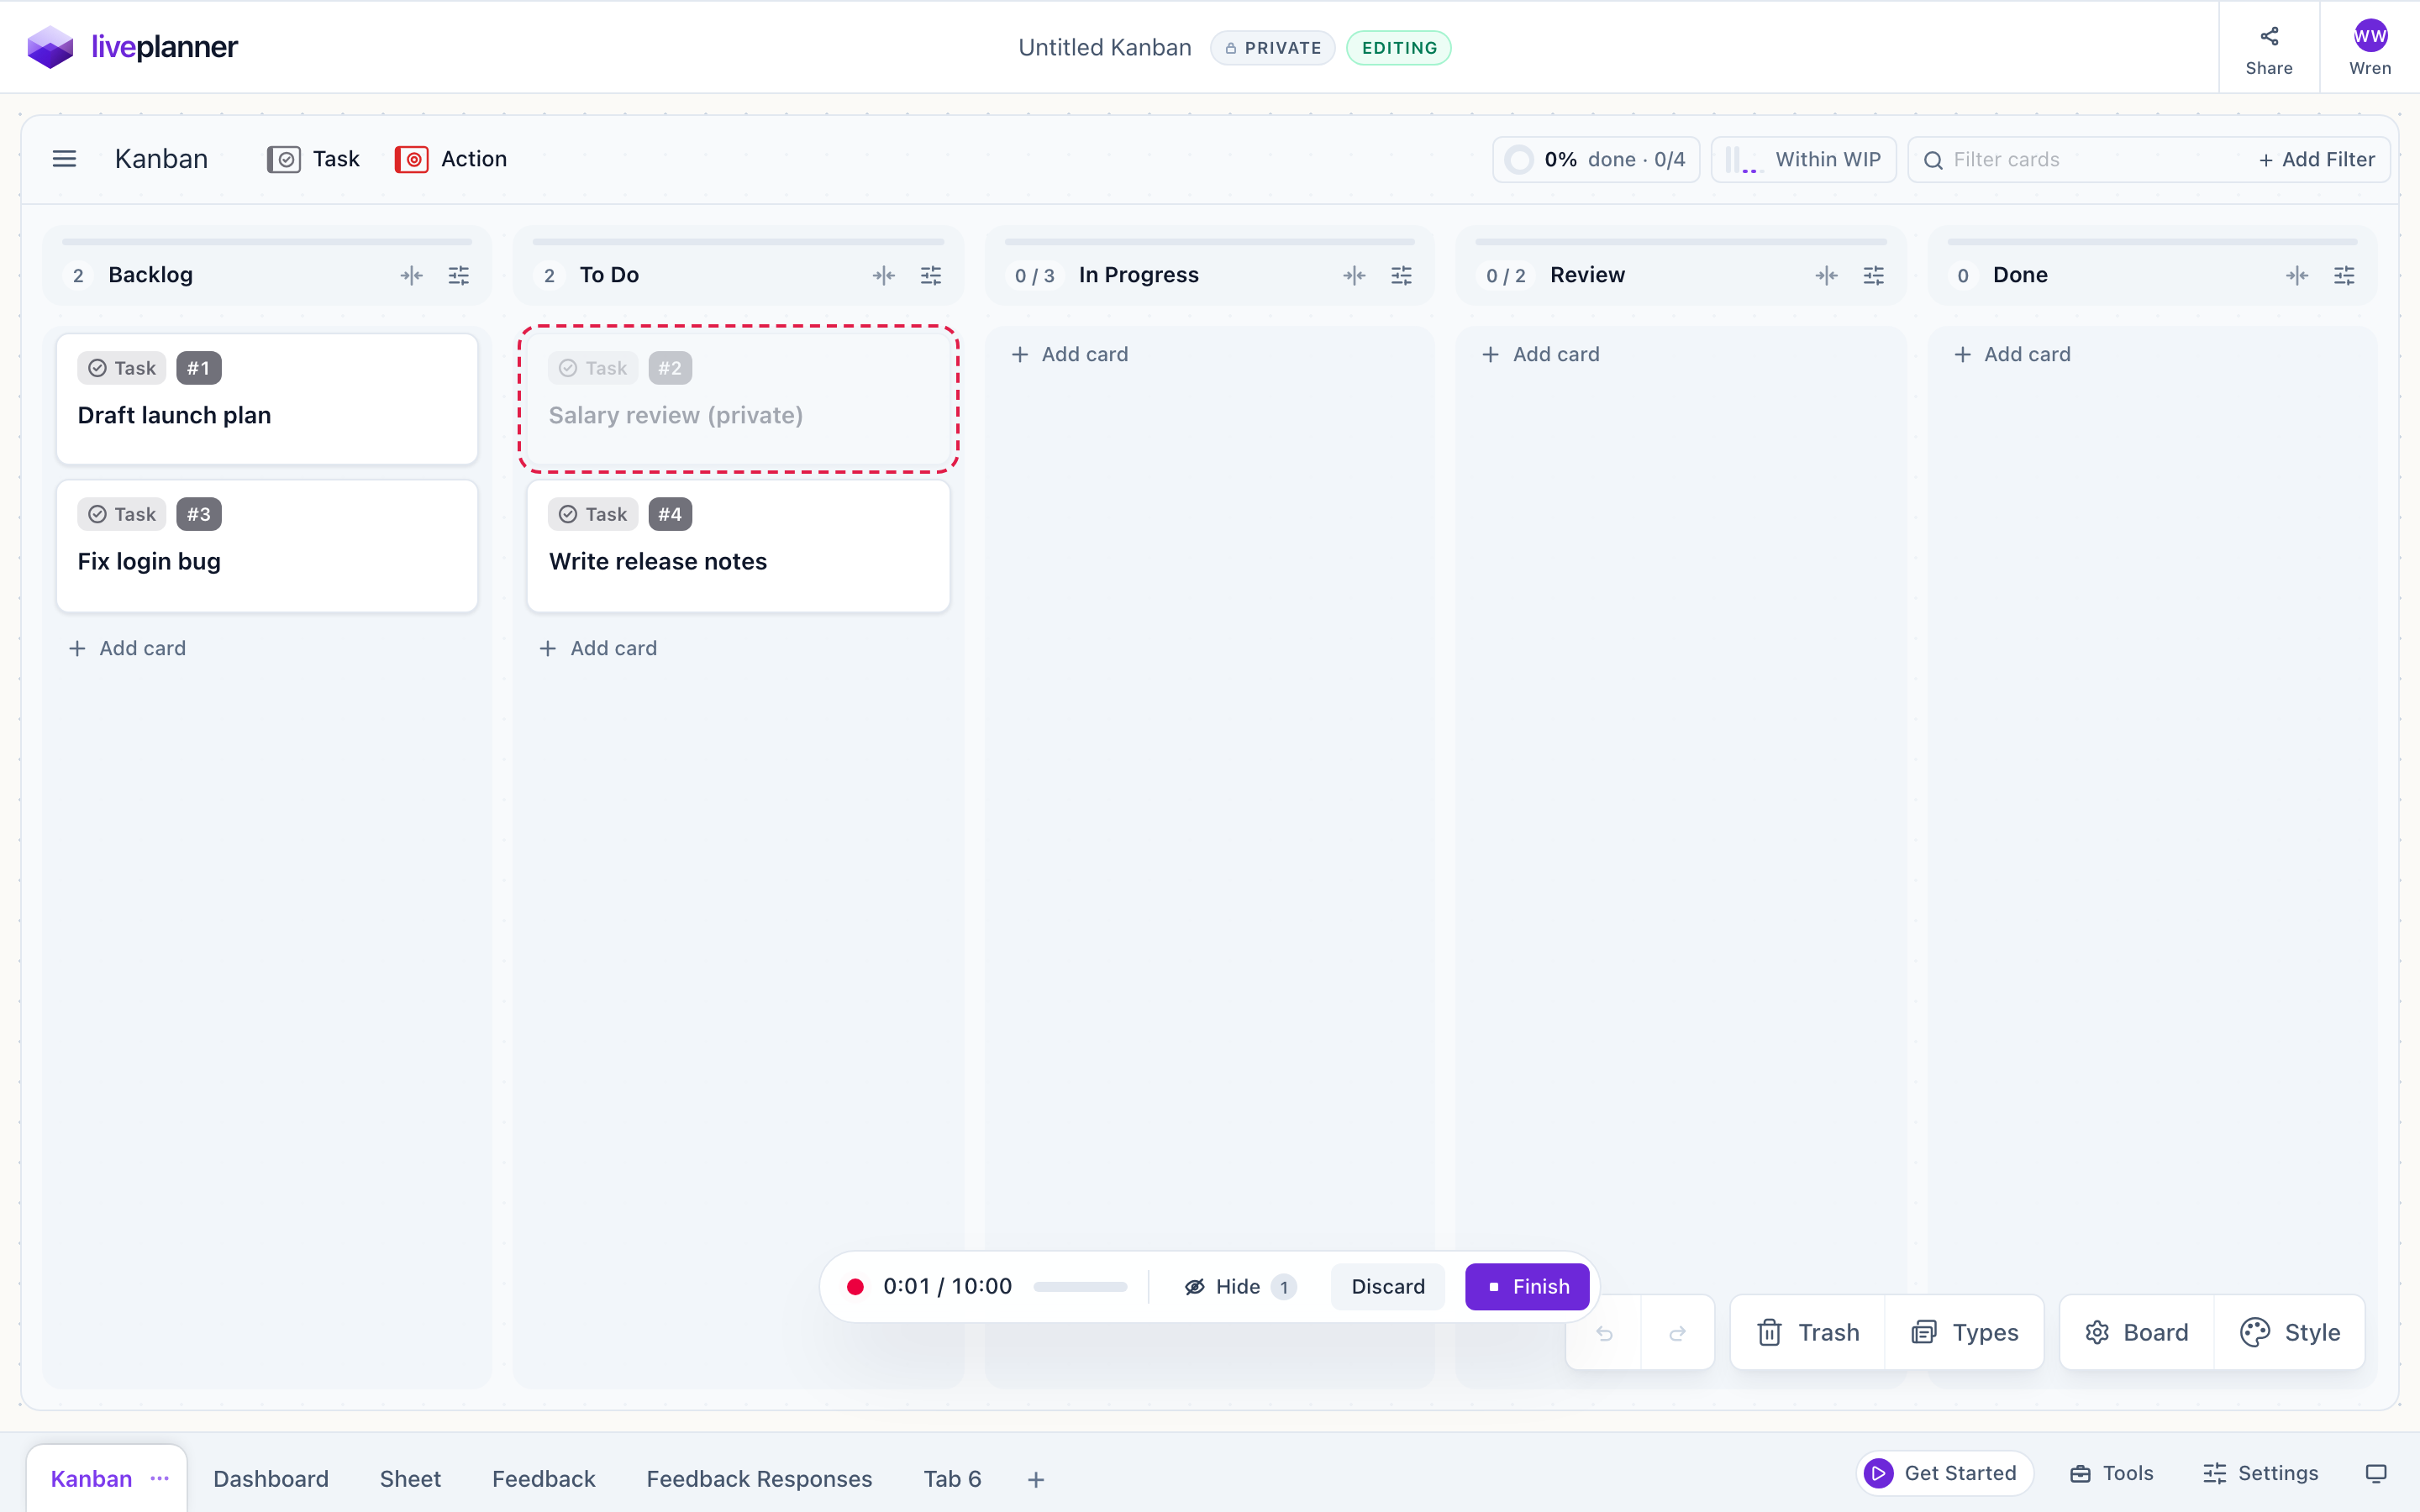 liveplanner
Untitled Kanban PRIVATE EDITING
Share
WW
Wren
Kanban Task Action
0% done · 0/4 Within WIP Filter cards + Add Filter
2 Backlog
2 To Do
0 / 3 In Progress
0 / 2 Review
0 Done
Task #1
Draft launch plan
Task #3
Fix login bug
+ Add card
Task #2
Salary review (private)
Task #4
Write release notes
+ Add card
+ Add card
+ Add card
+ Add card
0:01 / 10:00 Hide 1 Discard Finish
Trash Types Board Style
Kanban ··· Dashboard Sheet Feedback Feedback Responses Tab 6 +
Get Started Tools Settings